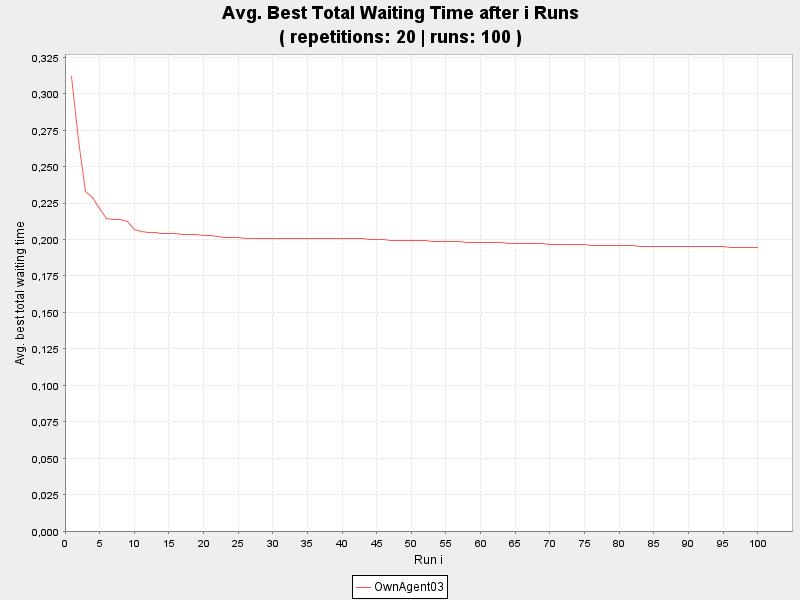 Avg. Best Total Waiting Time after i Runs
( repetitions: 20 | runs: 100 )
Avg. best total waiting time
0,325
0,300
0,275
0,250
0,225
0,200
0,175
0,150
0,125
0,100
0,075
0,050
0,025
0,000
0 5 10 15 20 25 30 35 40 45 50 55 60 65 70 75 80 85 90 95 100
Run i
OwnAgent03